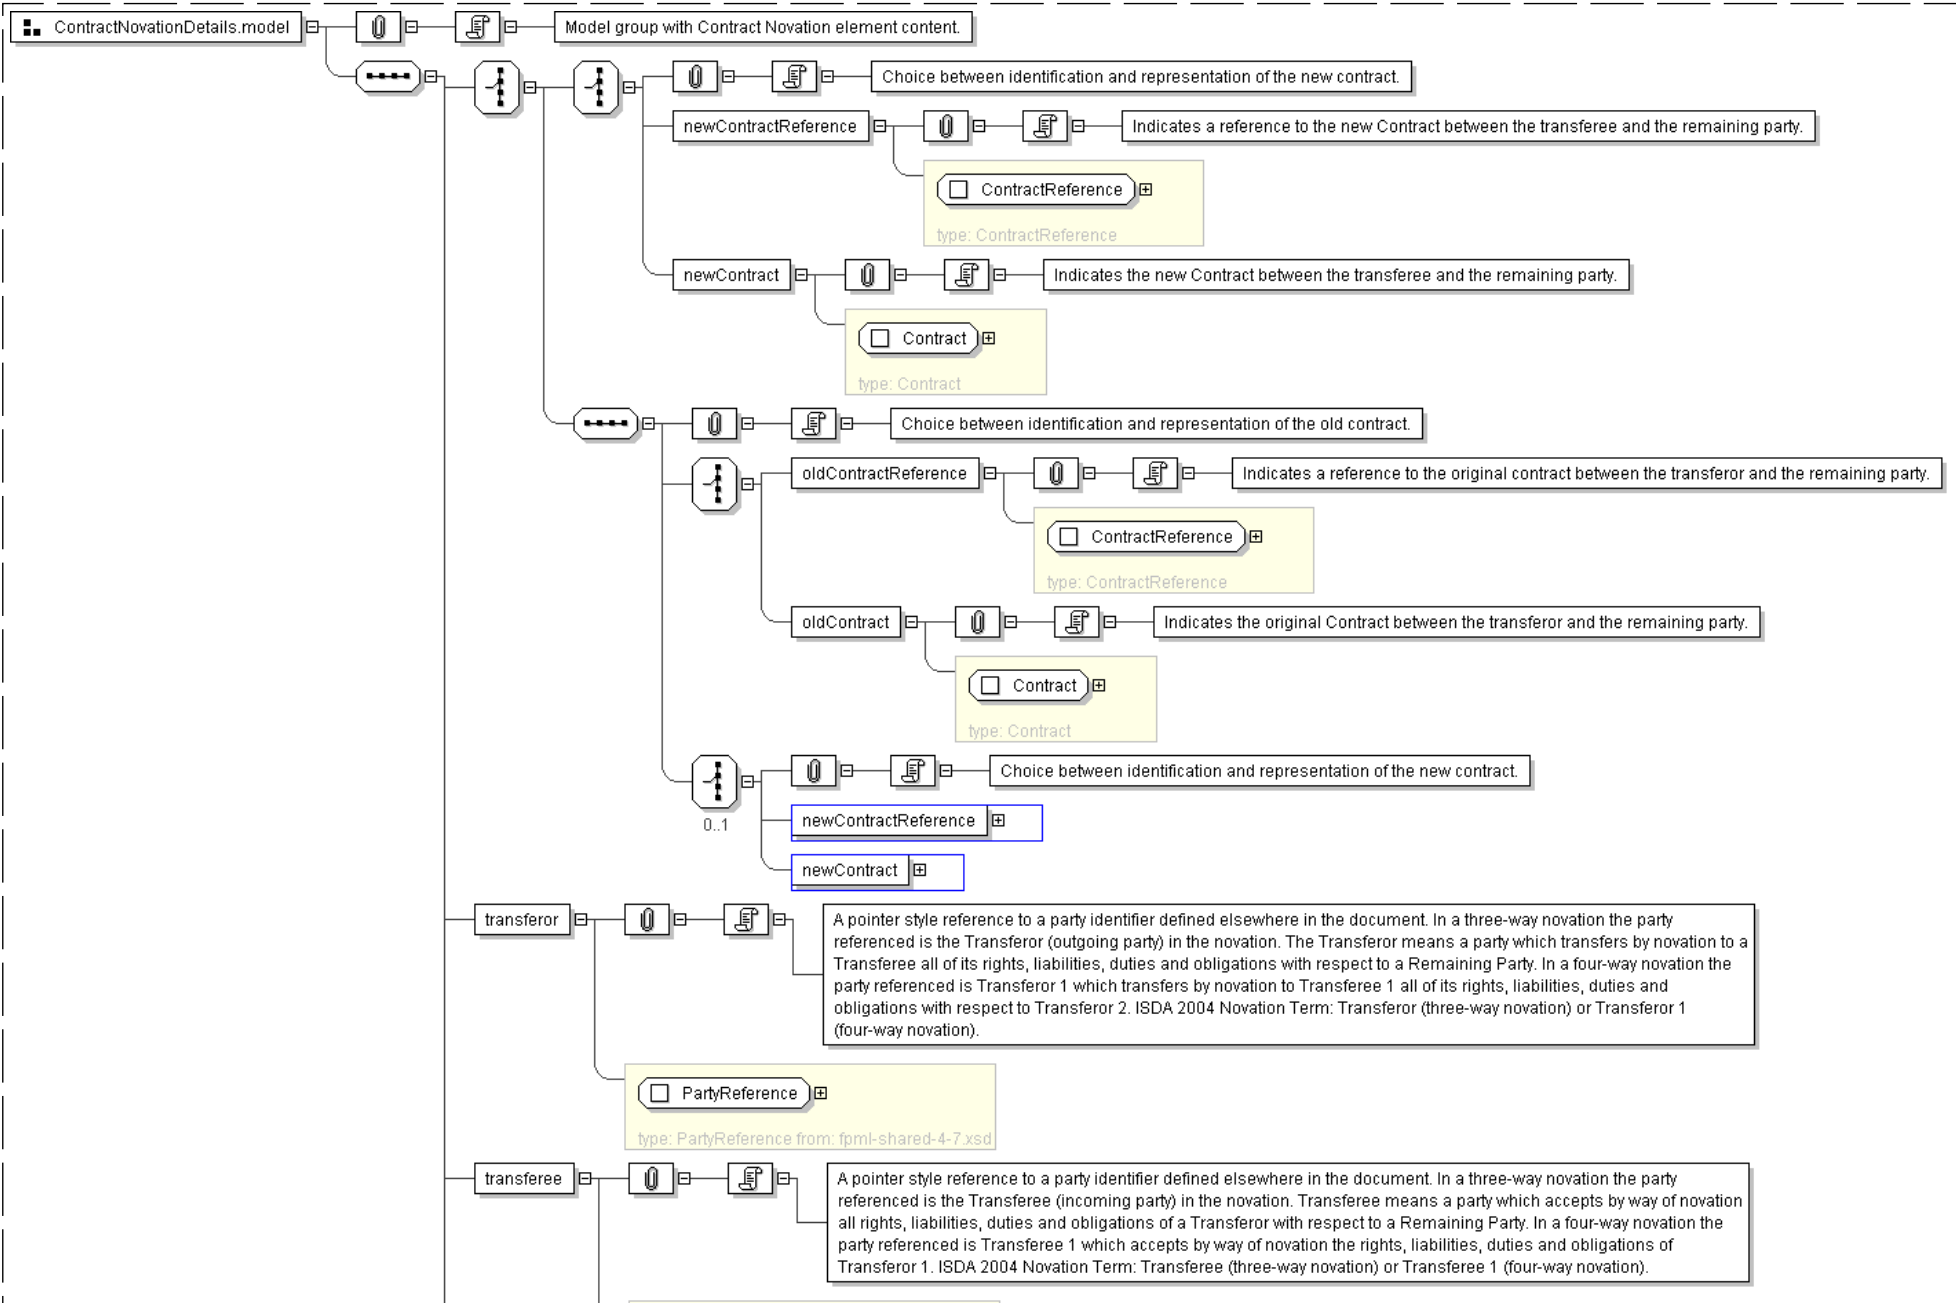 ContractNovationDetails.model
Model group with Contract Novation element content.
Choice between identification and representation of the new contract.
newContractReference
Indicates a reference to the new Contract between the transferee and the remaining party.
ContractReference
type: ContractReference
newContract
Indicates the new Contract between the transferee and the remaining party.
Contract
type: Contract
Choice between identification and representation of the old contract.
oldContractReference
Indicates a reference to the original contract between the transferor and the remaining party.
ContractReference
type: ContractReference
oldContract
Indicates the original Contract between the transferor and the remaining party.
Contract
type: Contract
Choice between identification and representation of the new contract.
0..1
newContractReference
newContract
transferor
A pointer style reference to a party identifier defined elsewhere in the document. In a three-way novation the party
referenced is the Transferor (outgoing party) in the novation. The Transferor means a party which transfers by novation to a
Transferee all of its rights, liabilities, duties and obligations with respect to a Remaining Party. In a four-way novation the
party referenced is Transferor 1 which transfers by novation to Transferee 1 all of its rights, liabilities, duties and
obligations with respect to Transferor 2. ISDA 2004 Novation Term: Transferor (three-way novation) or Transferor 1
(four-way novation).
PartyReference
type: PartyReference from: fpml-shared-4-7.xsd
transferee
A pointer style reference to a party identifier defined elsewhere in the document. In a three-way novation the party
referenced is the Transferee (incoming party) in the novation. Transferee means a party which accepts by way of novation
all rights, liabilities, duties and obligations of a Transferor with respect to a Remaining Party. In a four-way novation the
party referenced is Transferee 1 which accepts by way of novation the rights, liabilities, duties and obligations of
Transferor 1. ISDA 2004 Novation Term: Transferee (three-way novation) or Transferee 1 (four-way novation).